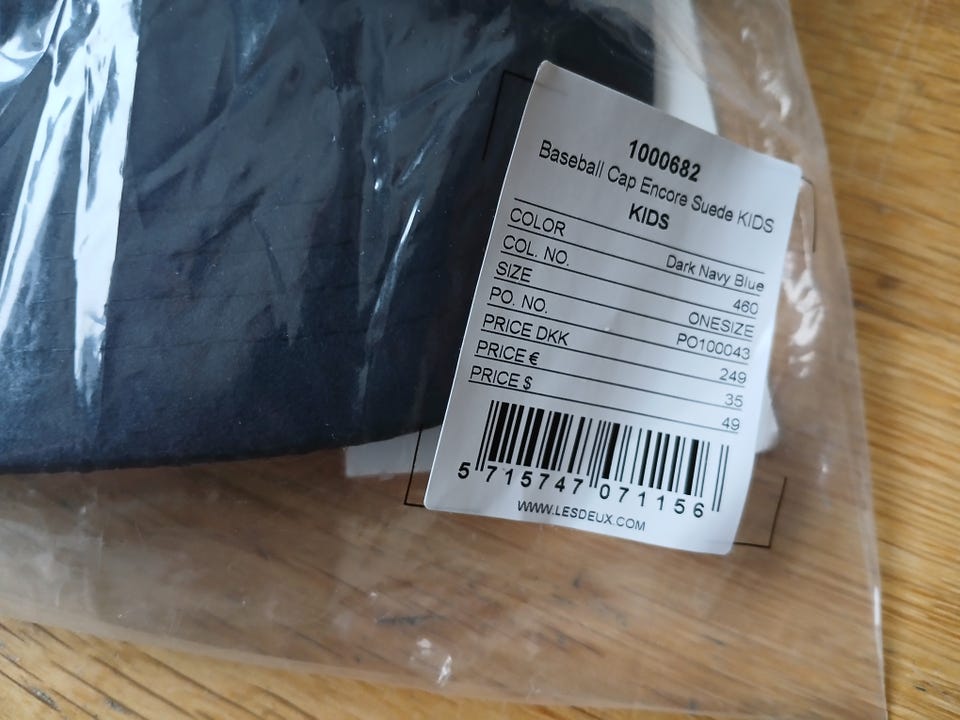 1000682
Baseball Cap Encore Suede KIDS
KIDS
COLOR Dark Navy Blue
COL. NO. 460
SIZE ONESIZE
PO. NO. PO100043
PRICE DKK 249
PRICE € 35
PRICE $ 49
5 715747 071156
WWW.LESDEUX.COM